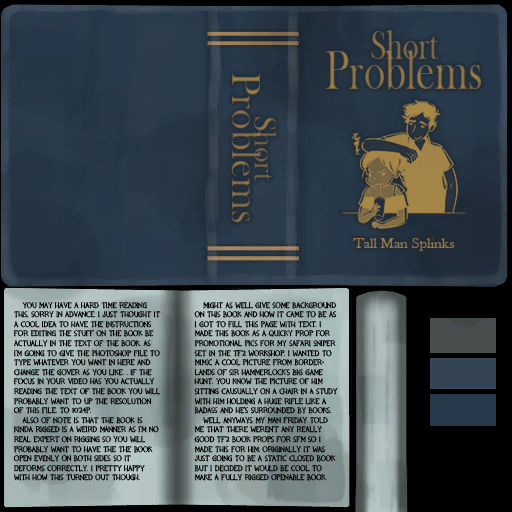 Short
Problems
Short
Problems
Tall Man Splinks
YOU MAY HAVE A HARD TIME READING
THIS, SORRY IN ADVANCE. I JUST THOUGHT IT
A COOL IDEA TO HAVE THE INSTRUCTIONS
FOR EDITING THE STUFF ON THE BOOK BE
ACTUALLY IN THE TEXT OF THE BOOK. AS
I'M GOING TO GIVE THE PHOTOSHOP FILE TO
TYPE WHATEVER YOU WANT IN HERE AND
CHANGE THE COVER AS YOU LIKE . IF THE
FOCUS IN YOUR VIDEO HAS YOU ACTUALLY
READING THE TEXT OF THE BOOK YOU WILL
PROBABLY WANT TO UP THE RESOLUTION
OF THIS FILE TO 1024P.
ALSO OF NOTE IS THAT THE BOOK IS
KINDA RIGGED IS A WEIRD MANNER AS I'M NO
REAL EXPERT ON RIGGING SO YOU WILL
PROBABLY WANT TO HAVE THE THE BOOK
OPEN EVENLY ON BOTH SIDES SO IT
DEFORMS CORRECTLY. I PRETTY HAPPY
WITH HOW THIS TURNED OUT THOUGH.
MIGHT AS WELL GIVE SOME BACKGROUND
ON THIS BOOK AND HOW IT CAME TO BE AS
I GOT TO FILL THIS PAGE WITH TEXT. I
MADE THIS BOOK AS A QUICKY PROP FOR
PROMOTIONAL PICS FOR MY SAFARI SNIPER
SET IN THE TF2 WORKSHOP. I WANTED TO
MIMIC A COOL PICTURE FROM BORDER-
LANDS OF SIR HAMMERLOCK'S BIG GAME
HUNT. YOU KNOW THE PICTURE OF HIM
SITTING CAUSUALLY ON A CHAIR IN A STUDY
WITH HIM HOLDING A HUGE RIFLE LIKE A
BADASS AND HE'S SURROUNDED BY BOOKS.
WELL ANYWAYS MY MAN FRIDAY TOLD
ME THAT THERE WERENT ANY REALLY
GOOD TF2 BOOK PROPS FOR SFM SO I
MADE THIS FOR HIM. ORIGINALLY IT WAS
JUST GOING TO BE A STATIC CLOSED BOOK
BUT I DECIDED IT WOULD BE COOL TO
MAKE A FULLY RIGGED OPENABLE BOOK